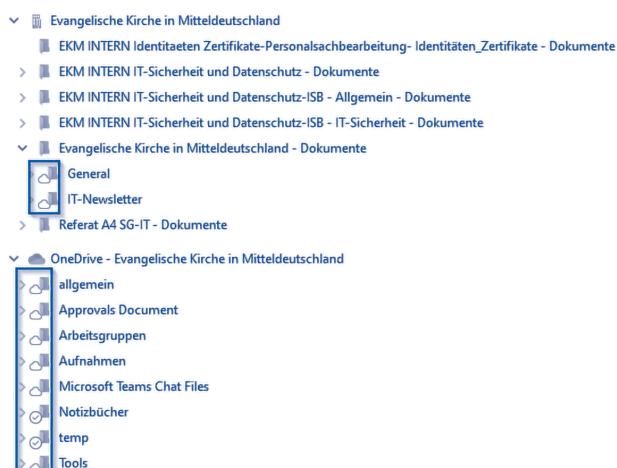 Evangelische Kirche in Mitteldeutschland
EKM INTERN Identitaeten Zertifikate-Personalsachbearbeitung- Identitäten_Zertifikate - Dokumente
EKM INTERN IT-Sicherheit und Datenschutz - Dokumente
EKM INTERN IT-Sicherheit und Datenschutz-ISB - Allgemein - Dokumente
EKM INTERN IT-Sicherheit und Datenschutz-ISB - IT-Sicherheit - Dokumente
Evangelische Kirche in Mitteldeutschland - Dokumente
General
IT-Newsletter
Referat A4 SG-IT - Dokumente
OneDrive - Evangelische Kirche in Mitteldeutschland
allgemein
Approvals Document
Arbeitsgruppen
Aufnahmen
Microsoft Teams Chat Files
Notizbücher
temp
Tools